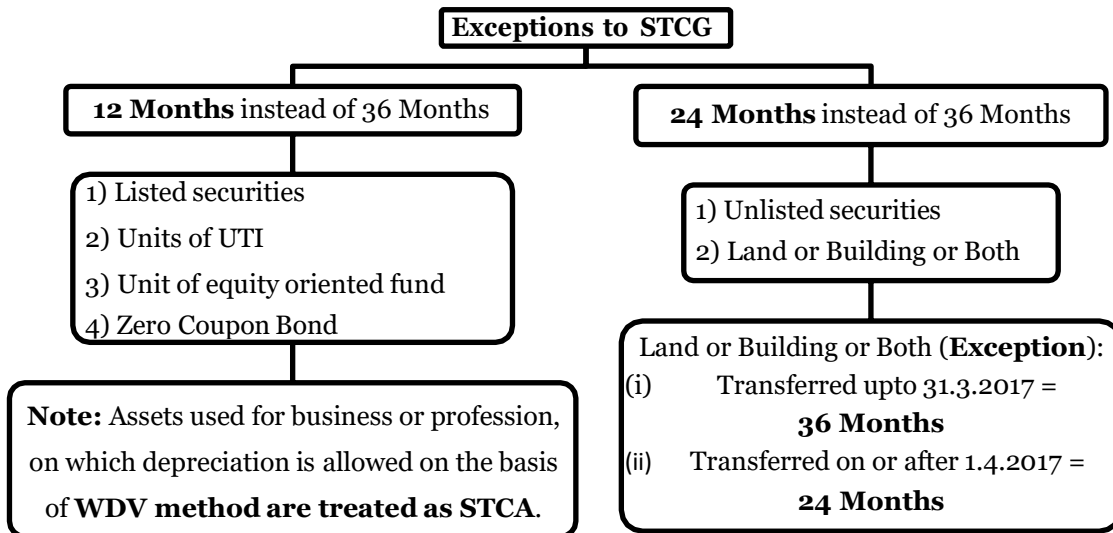 Exceptions to STCG
12 Months instead of 36 Months
1) Listed securities
2) Units of UTI
3) Unit of equity oriented fund
4) Zero Coupon Bond
Note: Assets used for business or profession,
on which depreciation is allowed on the basis
of WDV method are treated as STCA.
24 Months instead of 36 Months
1) Unlisted securities
2) Land or Building or Both
Land or Building or Both (Exception):
(i) Transferred upto 31.3.2017 =
36 Months
(ii) Transferred on or after 1.4.2017 =
24 Months